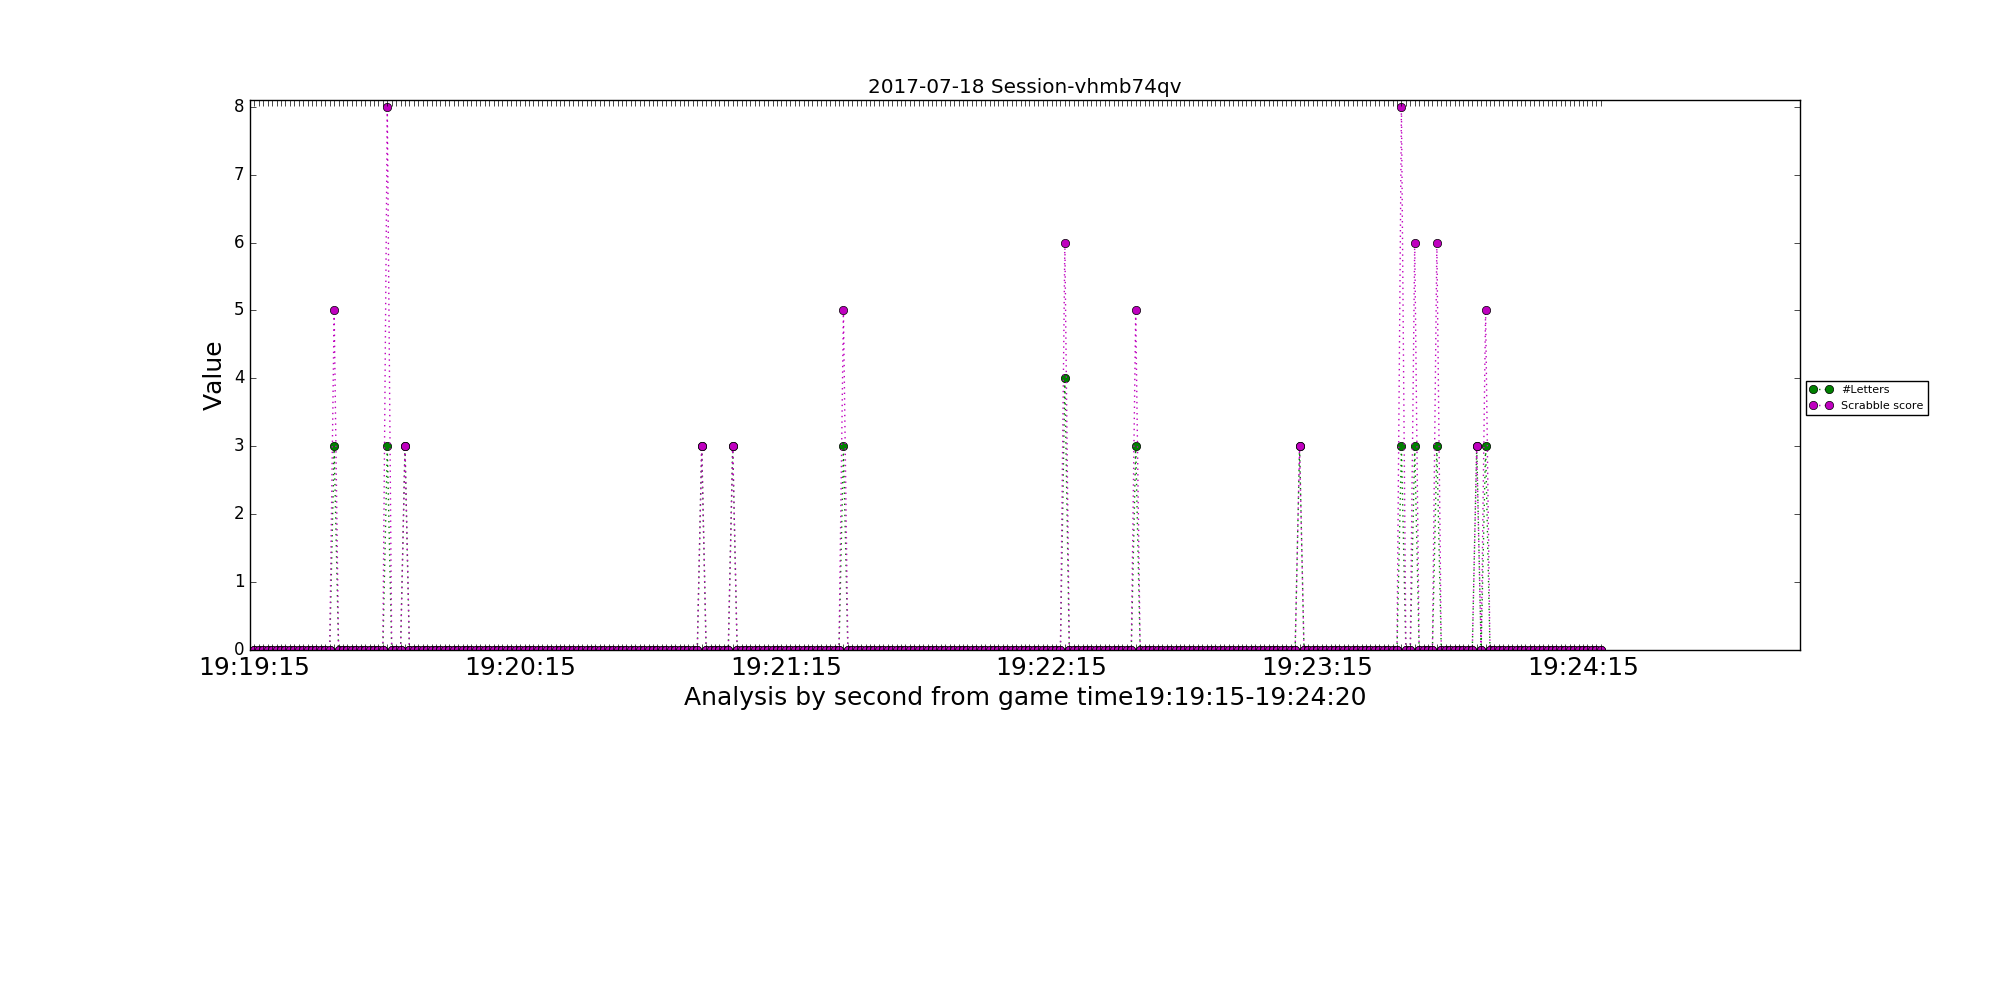 2017-07-18 Session-vhmb74qv
8
7
6
5
4
3
2
1
0
Value
#Letters
Scrabble score
19:19:15 19:20:15 19:21:15 19:22:15 19:23:15 19:24:15
Analysis by second from game time19:19:15-19:24:20